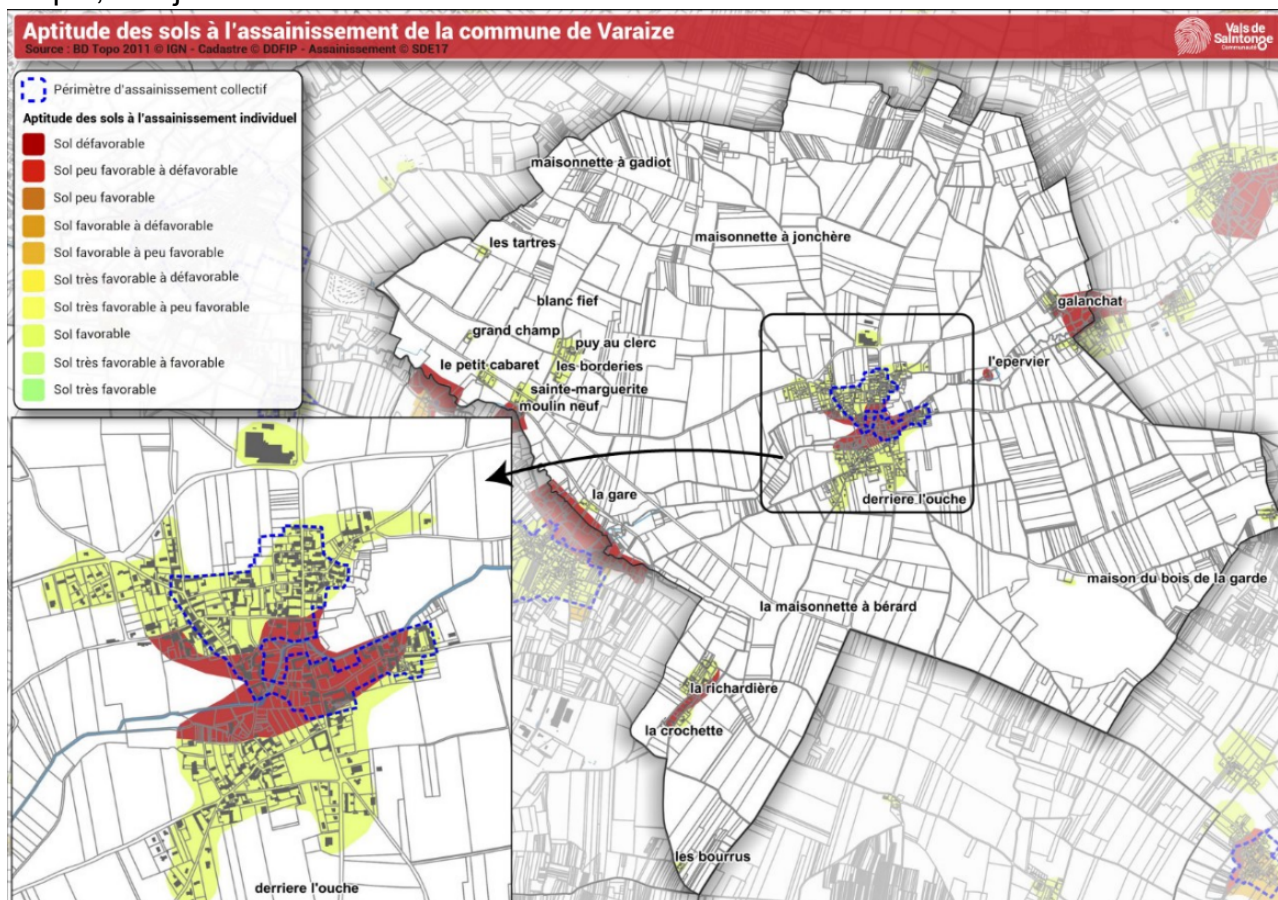 Aptitude des sols à l'assainissement de la commune de Varaize
Source : BD Topo 2011 © IGN - Cadastre © DDFIP - Assainissement © SDE17
Vals de
Saintonge
Communauté
Périmètre d'assainissement collectif
Aptitude des sols à l'assainissement individuel
Sol défavorable
Sol peu favorable à défavorable
Sol peu favorable
Sol favorable à défavorable
Sol favorable à peu favorable
Sol très favorable à défavorable
Sol très favorable à peu favorable
Sol favorable
Sol très favorable à favorable
Sol très favorable
maisonnette à gadiot
maisonnette à jonchère
les tartres
blanc fief
galanchat
grand champ
puy au clerc
l'epervier
le petit cabaret
les borderies
sainte-marguerite
moulin neuf
la gare
derriere l'ouche
maison du bois de la garde
la maisonnette à bérard
la richardière
la crochette
les bourrus
derriere l'ouche